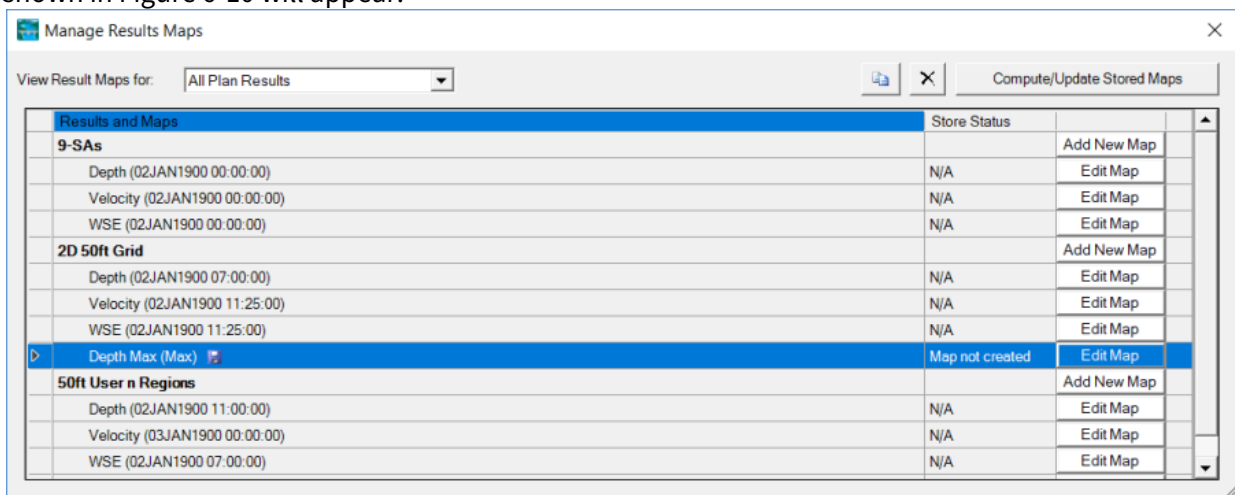 shown in Figure 6-10 will appear.
Manage Results Maps
View Result Maps for: All Plan Results Compute/Update Stored Maps
Results and Maps Store Status
9-SAs Add New Map
Depth (02JAN1900 00:00:00) N/A Edit Map
Velocity (02JAN1900 00:00:00) N/A Edit Map
WSE (02JAN1900 00:00:00) N/A Edit Map
2D 50ft Grid Add New Map
Depth (02JAN1900 07:00:00) N/A Edit Map
Velocity (02JAN1900 11:25:00) N/A Edit Map
WSE (02JAN1900 11:25:00) N/A Edit Map
Depth Max (Max) Map not created Edit Map
50ft User n Regions Add New Map
Depth (02JAN1900 11:00:00) N/A Edit Map
Velocity (03JAN1900 00:00:00) N/A Edit Map
WSE (02JAN1900 07:00:00) N/A Edit Map